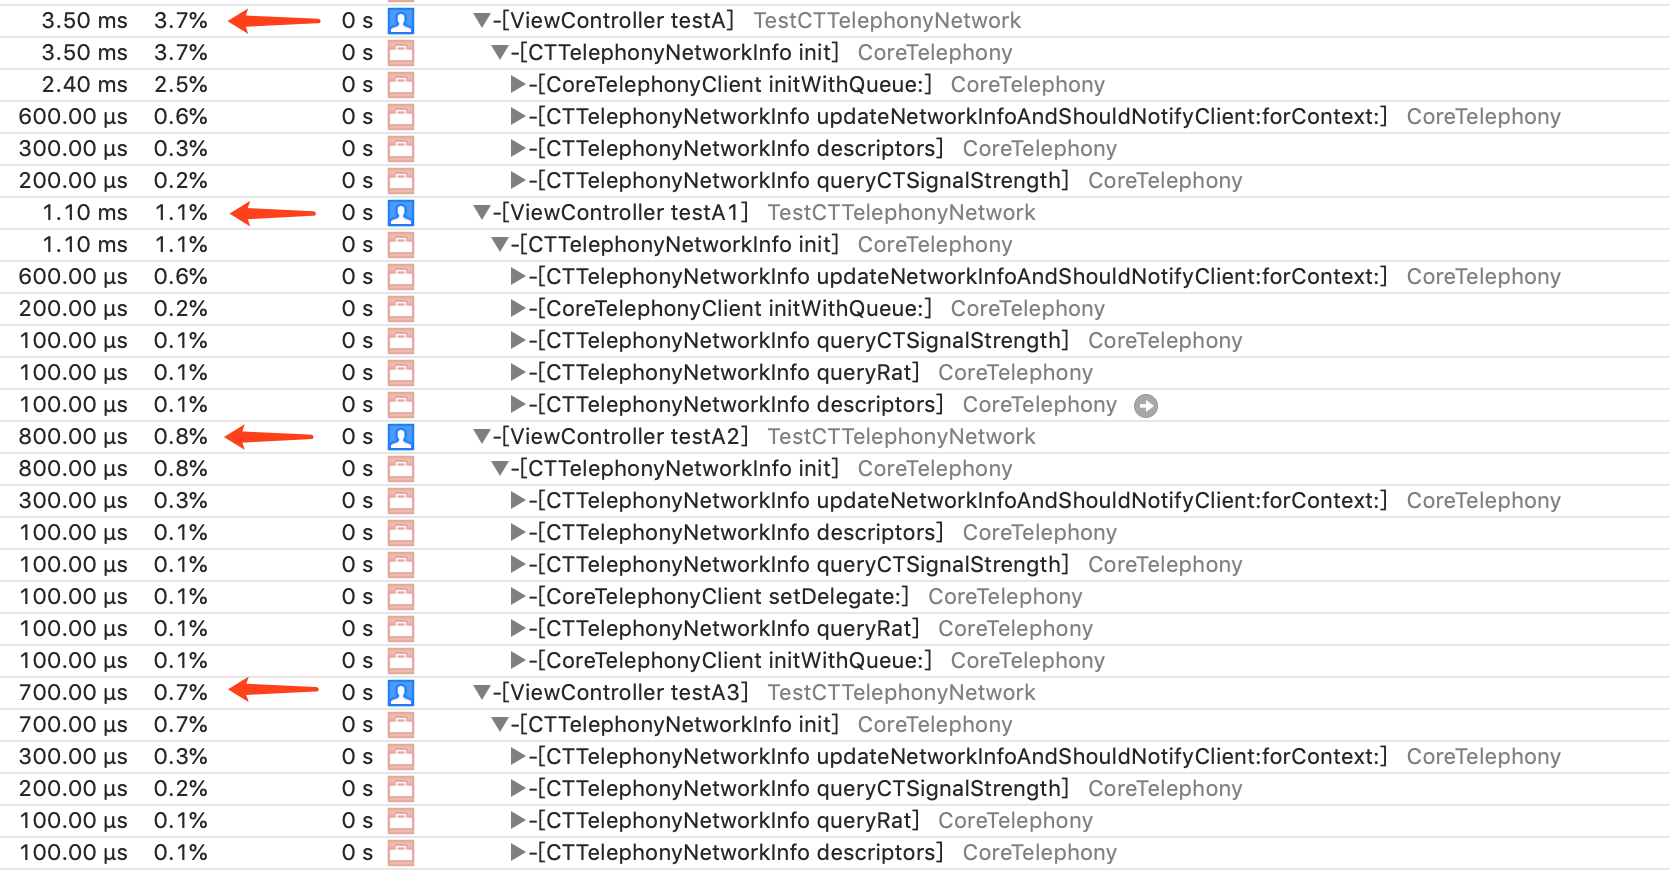 3.50 ms 3.7% 0 s -[ViewController testA] TestCTTelephonyNetwork
3.50 ms 3.7% 0 s -[CTTelephonyNetworkInfo init] CoreTelephony
2.40 ms 2.5% 0 s -[CoreTelephonyClient initWithQueue:] CoreTelephony
600.00 µs 0.6% 0 s -[CTTelephonyNetworkInfo updateNetworkInfoAndShouldNotifyClient:forContext:] CoreTelephony
300.00 µs 0.3% 0 s -[CTTelephonyNetworkInfo descriptors] CoreTelephony
200.00 µs 0.2% 0 s -[CTTelephonyNetworkInfo queryCTSignalStrength] CoreTelephony
1.10 ms 1.1% 0 s -[ViewController testA1] TestCTTelephonyNetwork
1.10 ms 1.1% 0 s -[CTTelephonyNetworkInfo init] CoreTelephony
600.00 µs 0.6% 0 s -[CTTelephonyNetworkInfo updateNetworkInfoAndShouldNotifyClient:forContext:] CoreTelephony
200.00 µs 0.2% 0 s -[CoreTelephonyClient initWithQueue:] CoreTelephony
100.00 µs 0.1% 0 s -[CTTelephonyNetworkInfo queryCTSignalStrength] CoreTelephony
100.00 µs 0.1% 0 s -[CTTelephonyNetworkInfo queryRat] CoreTelephony
100.00 µs 0.1% 0 s -[CTTelephonyNetworkInfo descriptors] CoreTelephony
800.00 µs 0.8% 0 s -[ViewController testA2] TestCTTelephonyNetwork
800.00 µs 0.8% 0 s -[CTTelephonyNetworkInfo init] CoreTelephony
300.00 µs 0.3% 0 s -[CTTelephonyNetworkInfo updateNetworkInfoAndShouldNotifyClient:forContext:] CoreTelephony
100.00 µs 0.1% 0 s -[CTTelephonyNetworkInfo descriptors] CoreTelephony
100.00 µs 0.1% 0 s -[CTTelephonyNetworkInfo queryCTSignalStrength] CoreTelephony
100.00 µs 0.1% 0 s -[CoreTelephonyClient setDelegate:] CoreTelephony
100.00 µs 0.1% 0 s -[CTTelephonyNetworkInfo queryRat] CoreTelephony
100.00 µs 0.1% 0 s -[CoreTelephonyClient initWithQueue:] CoreTelephony
700.00 µs 0.7% 0 s -[ViewController testA3] TestCTTelephonyNetwork
700.00 µs 0.7% 0 s -[CTTelephonyNetworkInfo init] CoreTelephony
300.00 µs 0.3% 0 s -[CTTelephonyNetworkInfo updateNetworkInfoAndShouldNotifyClient:forContext:] CoreTelephony
200.00 µs 0.2% 0 s -[CTTelephonyNetworkInfo queryCTSignalStrength] CoreTelephony
100.00 µs 0.1% 0 s -[CTTelephonyNetworkInfo queryRat] CoreTelephony
100.00 µs 0.1% 0 s -[CTTelephonyNetworkInfo descriptors] CoreTelephony